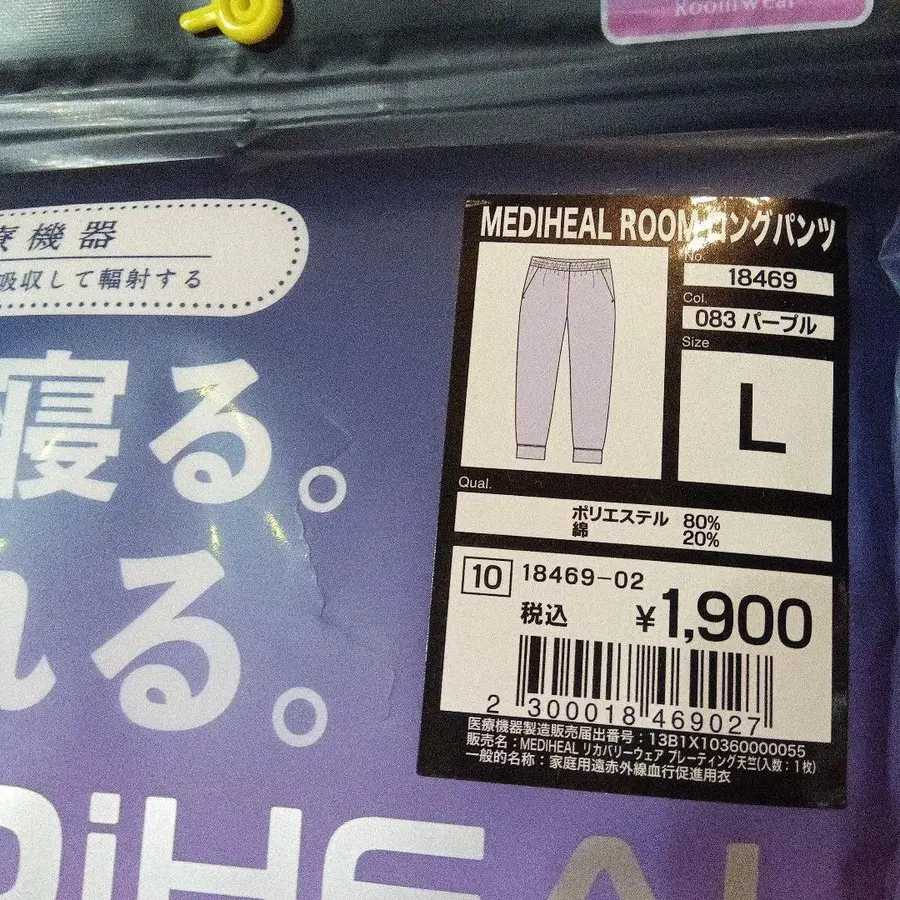 Roomwear
療機器
吸収して輻射する
寝る。
れる。
MEDIHEAL
MEDIHEAL ROOM ロングパンツ
No.
18469
Col.
083 パープル
Size
L
Qual.
ポリエステル 80%
綿 20%
10 18469-02
税込 ¥1,900
2 300018 469027
医療機器製造販売届出番号：13B1X10360000055
販売名：MEDIHEAL リカバリーウェア プレーティング天竺(入数：1枚)
一般的名称：家庭用遠赤外線血行促進用衣